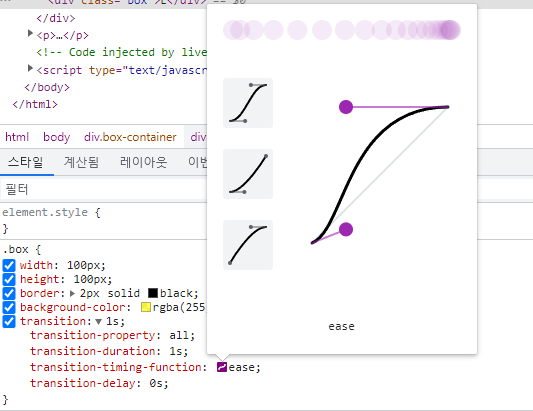 <div class="box">E</div>
</div>
<p>…</p>
<!-- Code injected by live
<script type="text/javasc
</body>
</html>
html body div.box-container div
스타일 계산됨 레이아웃 이벤
필터
element.style {
}
.box {
width: 100px;
height: 100px;
border: 2px solid black;
background-color: rgba(255
transition: 1s;
transition-property: all;
transition-duration: 1s;
transition-timing-function: ease;
transition-delay: 0s;
}
ease